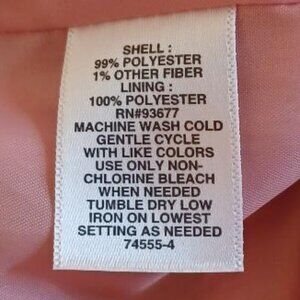 SHELL :
99% POLYESTER
1% OTHER FIBER
LINING :
100% POLYESTER
RN#93677
MACHINE WASH COLD
GENTLE CYCLE
WITH LIKE COLORS
USE ONLY NON-
CHLORINE BLEACH
WHEN NEEDED
TUMBLE DRY LOW
IRON ON LOWEST
SETTING AS NEEDED
74555-4